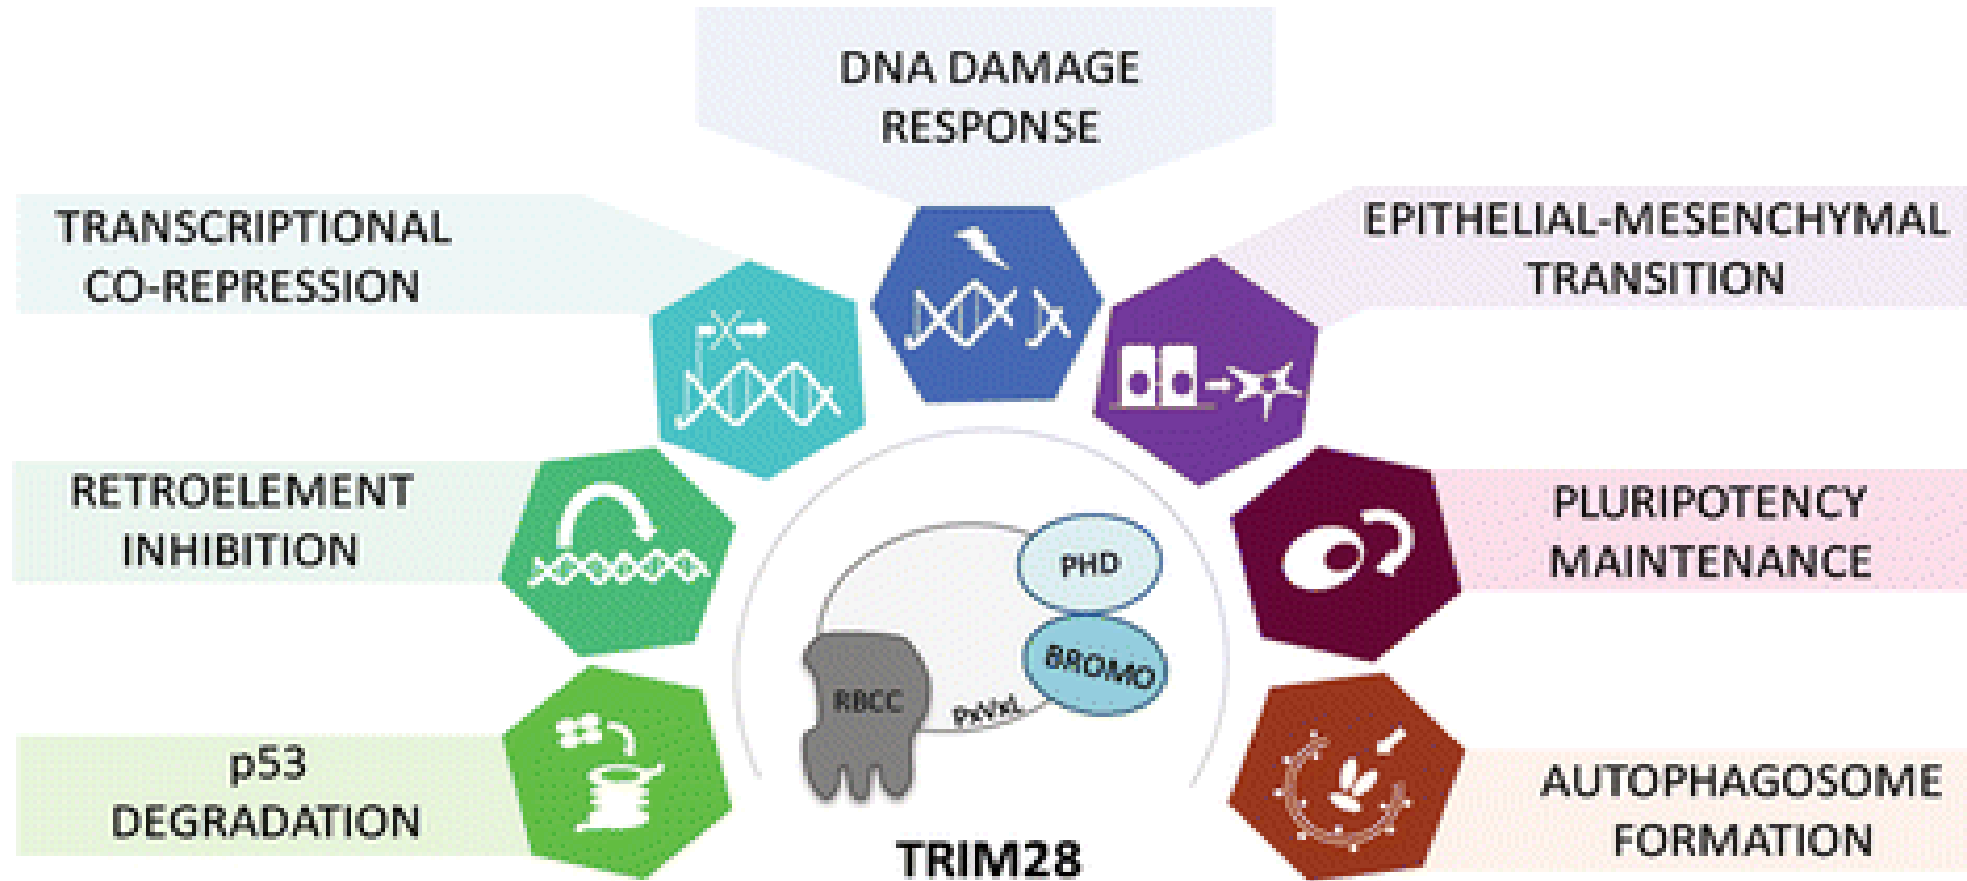 DNA DAMAGE
RESPONSE
TRANSCRIPTIONAL
CO-REPRESSION
EPITHELIAL-MESENCHYMAL
TRANSITION
RETROELEMENT
INHIBITION
PLURIPOTENCY
MAINTENANCE
p53
DEGRADATION
AUTOPHAGOSOME
FORMATION
PHD
BROMO
RBCC
PxVxL
TRIM28